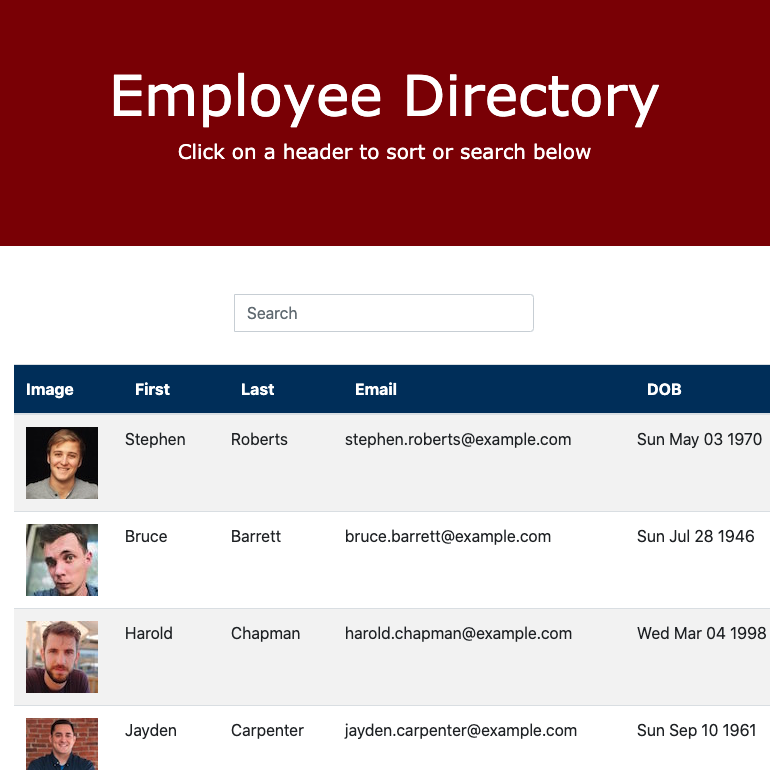 Employee Directory
Click on a header to sort or search below
Search
Image First Last Email DOB
Stephen Roberts stephen.roberts@example.com Sun May 03 1970
Bruce Barrett bruce.barrett@example.com Sun Jul 28 1946
Harold Chapman harold.chapman@example.com Wed Mar 04 1998
Jayden Carpenter jayden.carpenter@example.com Sun Sep 10 1961